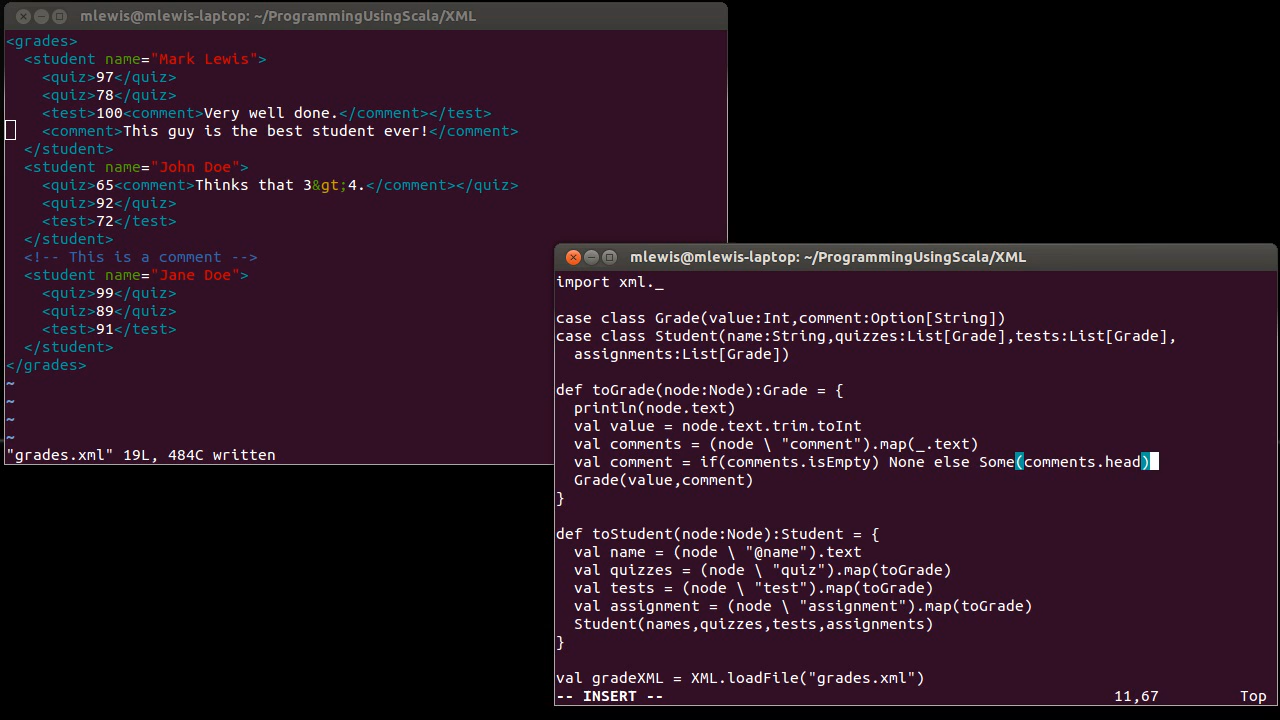 mlewis@mlewis-laptop: ~/ProgrammingUsingScala/XML
<grades>
  <student name="Mark Lewis">
    <quiz>97</quiz>
    <quiz>78</quiz>
    <test>100<comment>Very well done.</comment></test>
    <comment>This guy is the best student ever!</comment>
  </student>
  <student name="John Doe">
    <quiz>65<comment>Thinks that 3&gt;4.</comment></quiz>
    <quiz>92</quiz>
    <test>72</test>
  </student>
  <!-- This is a comment -->
  <student name="Jane Doe">
    <quiz>99</quiz>
    <quiz>89</quiz>
    <test>91</test>
  </student>
</grades>
~
~
~
~
"grades.xml" 19L, 484C written
mlewis@mlewis-laptop: ~/ProgrammingUsingScala/XML
import xml._
case class Grade(value:Int,comment:Option[String])
case class Student(name:String,quizzes:List[Grade],tests:List[Grade],
  assignments:List[Grade])
def toGrade(node:Node):Grade = {
  println(node.text)
  val value = node.text.trim.toInt
  val comments = (node \ "comment").map(_.text)
  val comment = if(comments.isEmpty) None else Some(comments.head)
  Grade(value,comment)
}
def toStudent(node:Node):Student = {
  val name = (node \ "@name").text
  val quizzes = (node \ "quiz").map(toGrade)
  val tests = (node \ "test").map(toGrade)
  val assignment = (node \ "assignment").map(toGrade)
  Student(names,quizzes,tests,assignments)
}
val gradeXML = XML.loadFile("grades.xml")
-- INSERT -- 11,67 Top